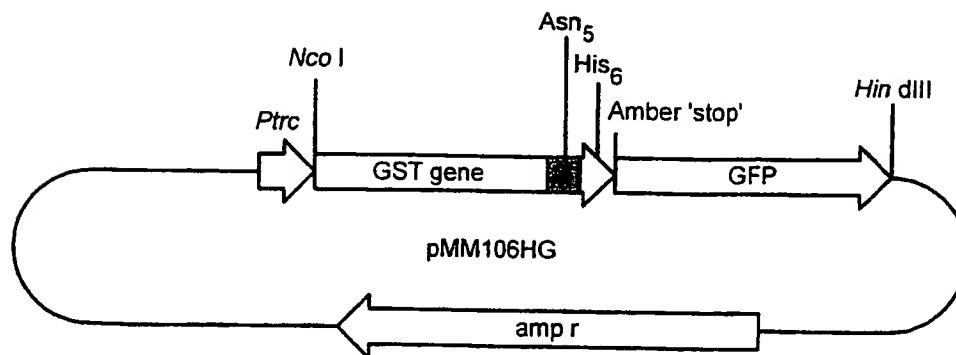 Asn5
Nco I
His6
Hin dIII
Ptrc
Amber 'stop'
GST gene
GFP
pMM106HG
amp r